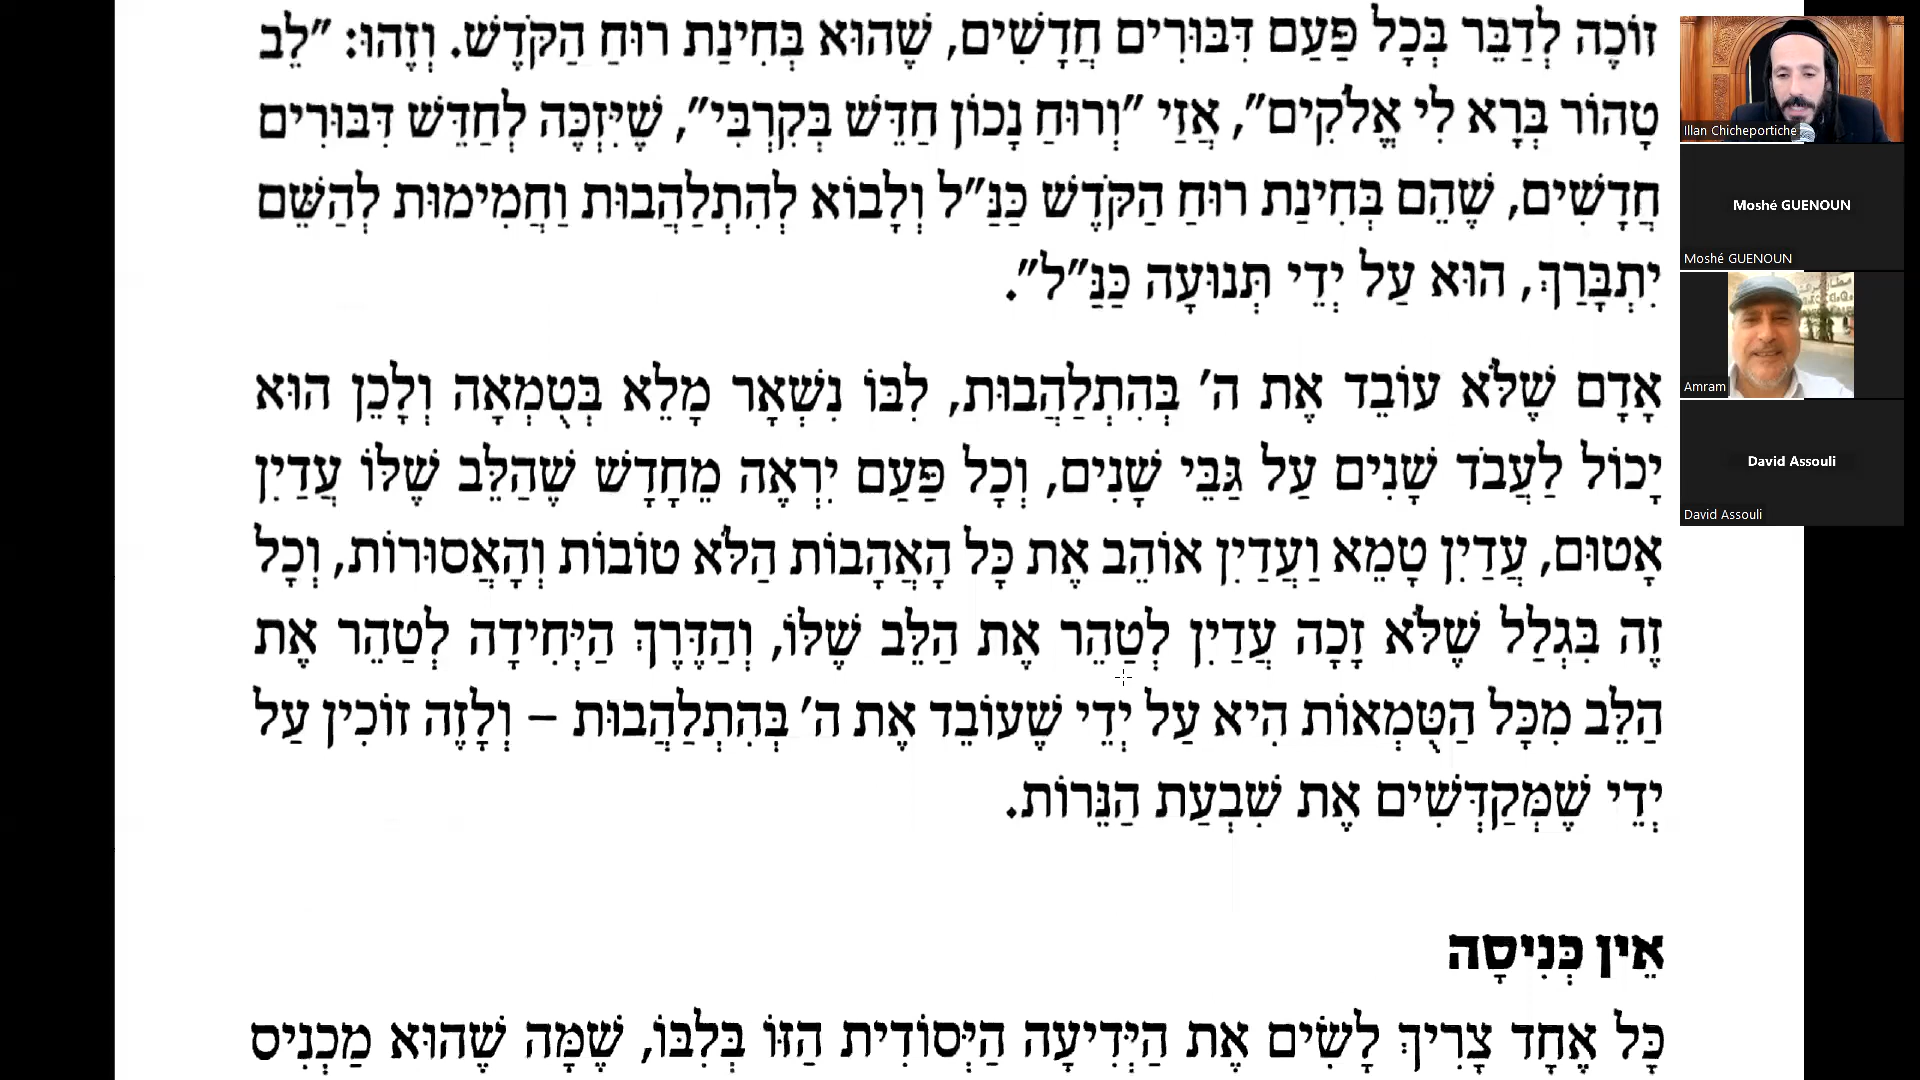 זוֹכֶה לְדַבֵּר בְּכָל פַּעַם דִּבּוּרִים חֲדָשִׁים, שֶׁהוּא בְּחִינַת רוּחַ הַקֹּדֶשׁ. וְזֶהוּ: "לֵב
טָהוֹר בְּרָא לִי אֱלֹקִים", אֲזַי "וְרוּחַ נָכוֹן חַדֵּשׁ בְּקִרְבִּי", שֶׁיִּזְכֶּה לְחַדֵּשׁ דִּבּוּרִים
חֲדָשִׁים, שֶׁהֵם בְּחִינַת רוּחַ הַקֹּדֶשׁ כַּנַּ"ל וְלָבוֹא לְהִתְלַהֲבוּת וַחֲמִימוּת לְהַשֵּׁם
יִתְבָּרַךְ, הוּא עַל יְדֵי תְּנוּעָה כַּנַּ"ל".
אָדָם שֶׁלֹּא עוֹבֵד אֶת ה' בְּהִתְלַהֲבוּת, לִבּוֹ נִשְׁאָר מָלֵא בְּטֻמְאָה וְלָכֵן הוּא
יָכוֹל לַעֲבֹד שָׁנִים עַל גַּבֵּי שָׁנִים, וְכָל פַּעַם יִרְאֶה מֵחָדָשׁ שֶׁהַלֵּב שֶׁלּוֹ עֲדַיִן
אָטוּם, עֲדַיִן טָמֵא וַעֲדַיִן אוֹהֵב אֶת כָּל הָאֲהָבוֹת הַלֹּא טוֹבוֹת וְהָאֲסוּרוֹת, וְכָל
זֶה בִּגְלַל שֶׁלֹּא זָכָה עֲדַיִן לְטַהֵר אֶת הַלֵּב שֶׁלּוֹ, וְהַדֶּרֶךְ הַיְּחִידָה לְטַהֵר אֶת
הַלֵּב מִכָּל הַטֻּמְאוֹת הִיא עַל יְדֵי שֶׁעוֹבֵד אֶת ה' בְּהִתְלַהֲבוּת – וְלָזֶה זוֹכִין עַל
יְדֵי שֶׁמְּקַדְּשִׁים אֶת שִׁבְעַת הַנֵּרוֹת.
אֵין כְּנִיסָה
כָּל אֶחָד צָרִיךְ לָשִׂים אֶת הַיְּדִיעָה הַיְּסוֹדִית הַזּוֹ בְּלִבּוֹ, שֶׁמָּה שֶׁהוּא מַכְנִיס
Illan Chicheportiche
Moshé GUENOUN
Moshé GUENOUN
Amram
David Assouli
David Assouli